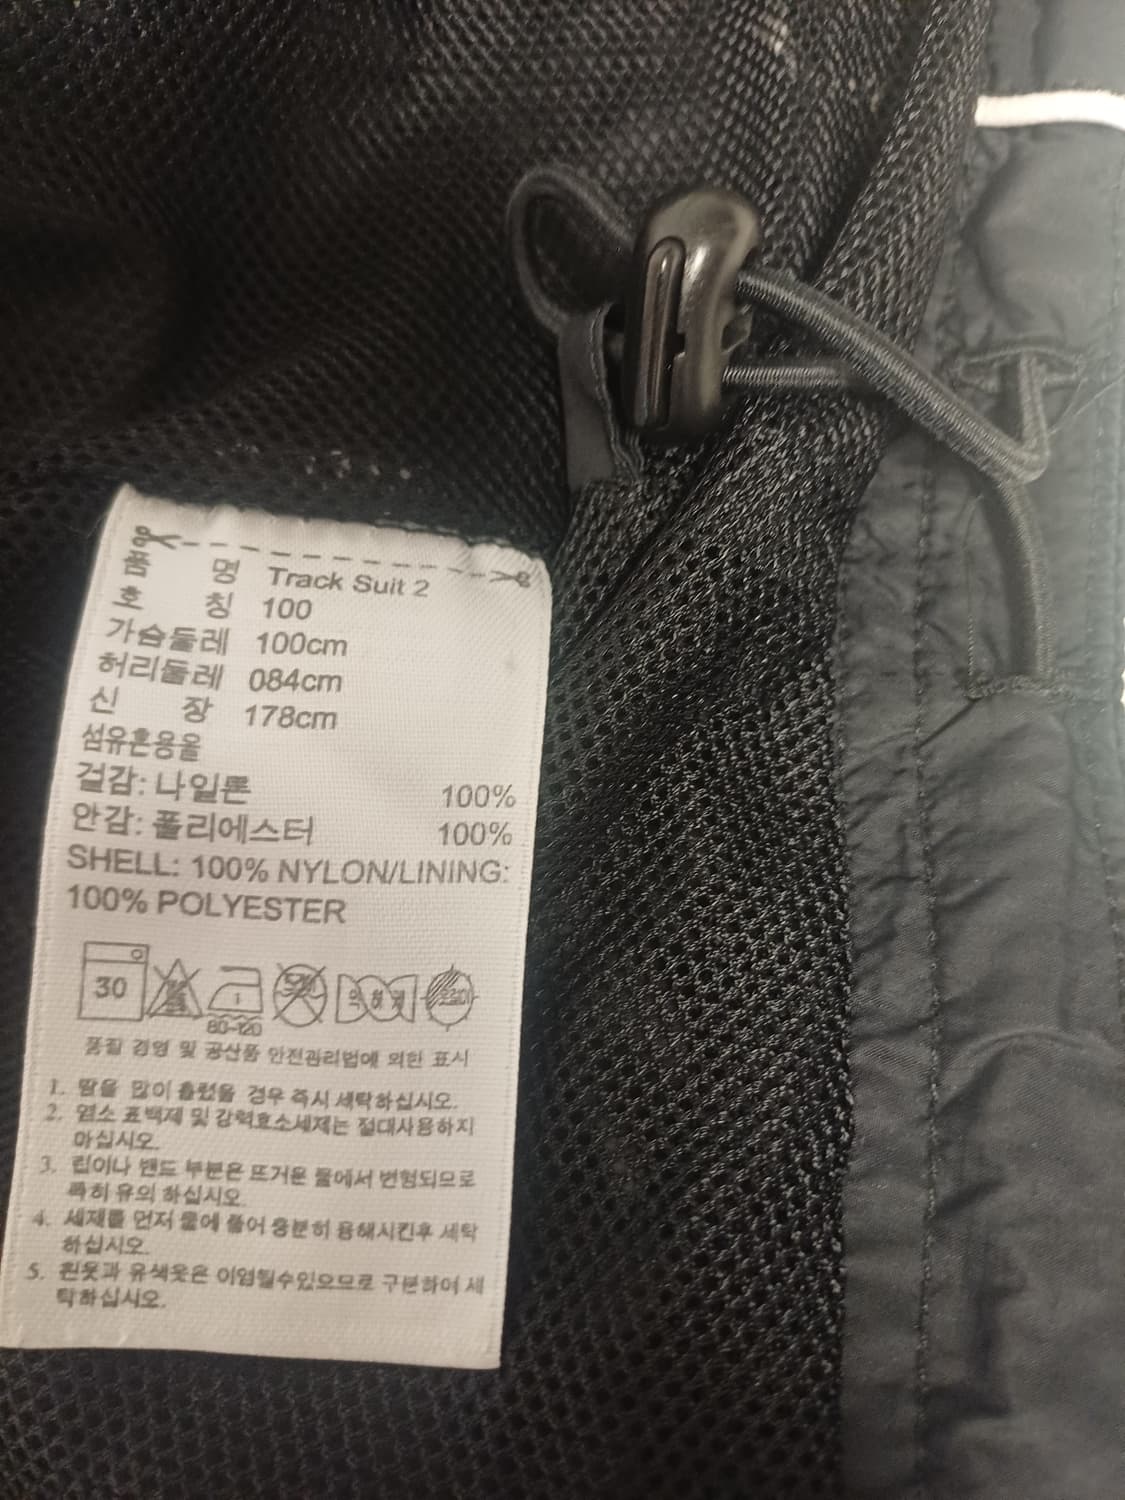 품 명 Track Suit 2
호 칭 100
가슴둘레 100cm
허리둘레 084cm
신 장 178cm
섬유혼용율
겉감: 나일론 100%
안감: 폴리에스터 100%
SHELL: 100% NYLON/LINING:
100% POLYESTER
30
80-120
품질 경영 및 공산품 안전관리법에 의한 표시
1. 땀을 많이 흘렸을 경우 즉시 세탁하십시오.
2. 염소 표백제 및 강력효소세제는 절대사용하지
마십시오.
3. 립이나 밴드 부분은 뜨거운 물에서 변형되므로
특히 유의 하십시오.
4. 세제를 먼저 물에 풀어 충분히 용해시킨후 세탁
하십시오.
5. 흰옷과 유색옷은 이염될수있으므로 구분하여 세
탁하십시오.